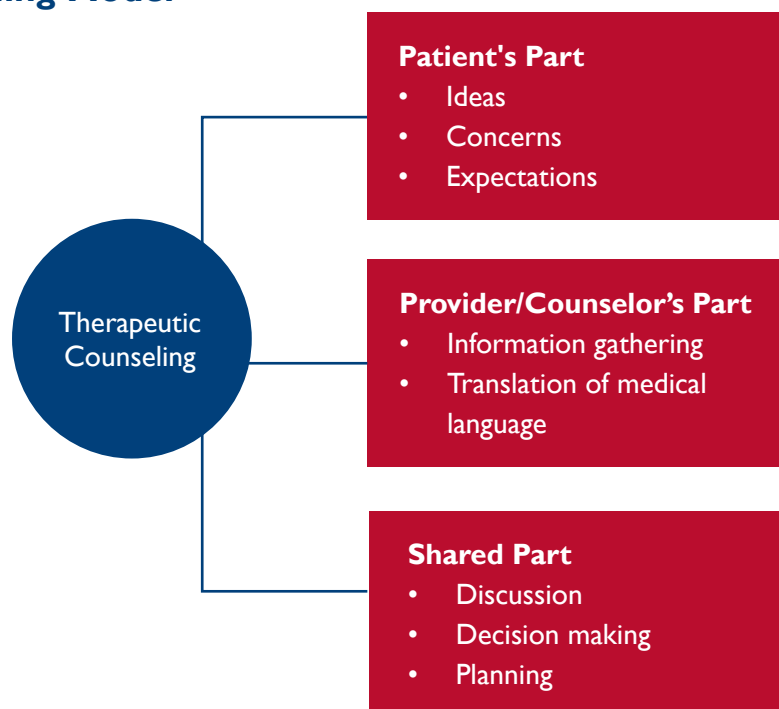 Model
Therapeutic
Counseling
Patient's Part
• Ideas
• Concerns
• Expectations
Provider/Counselor’s Part
• Information gathering
• Translation of medical
language
Shared Part
• Discussion
• Decision making
• Planning